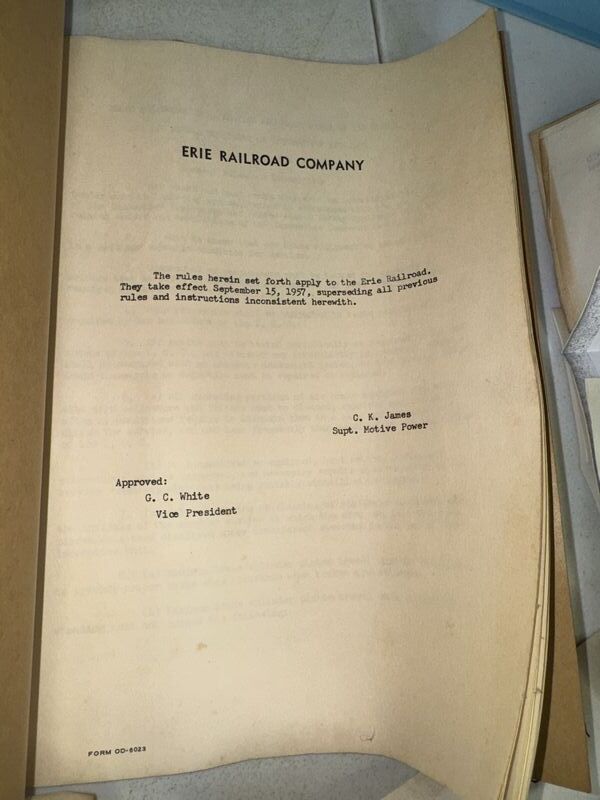 ERIE RAILROAD COMPANY
The rules herein set forth apply to the Erie Railroad.
They take effect September 15, 1957, superseding all previous
rules and instructions inconsistent herewith.
C. K. James
Supt. Motive Power
Approved:
G. C. White
Vice President
FORM OD-6023